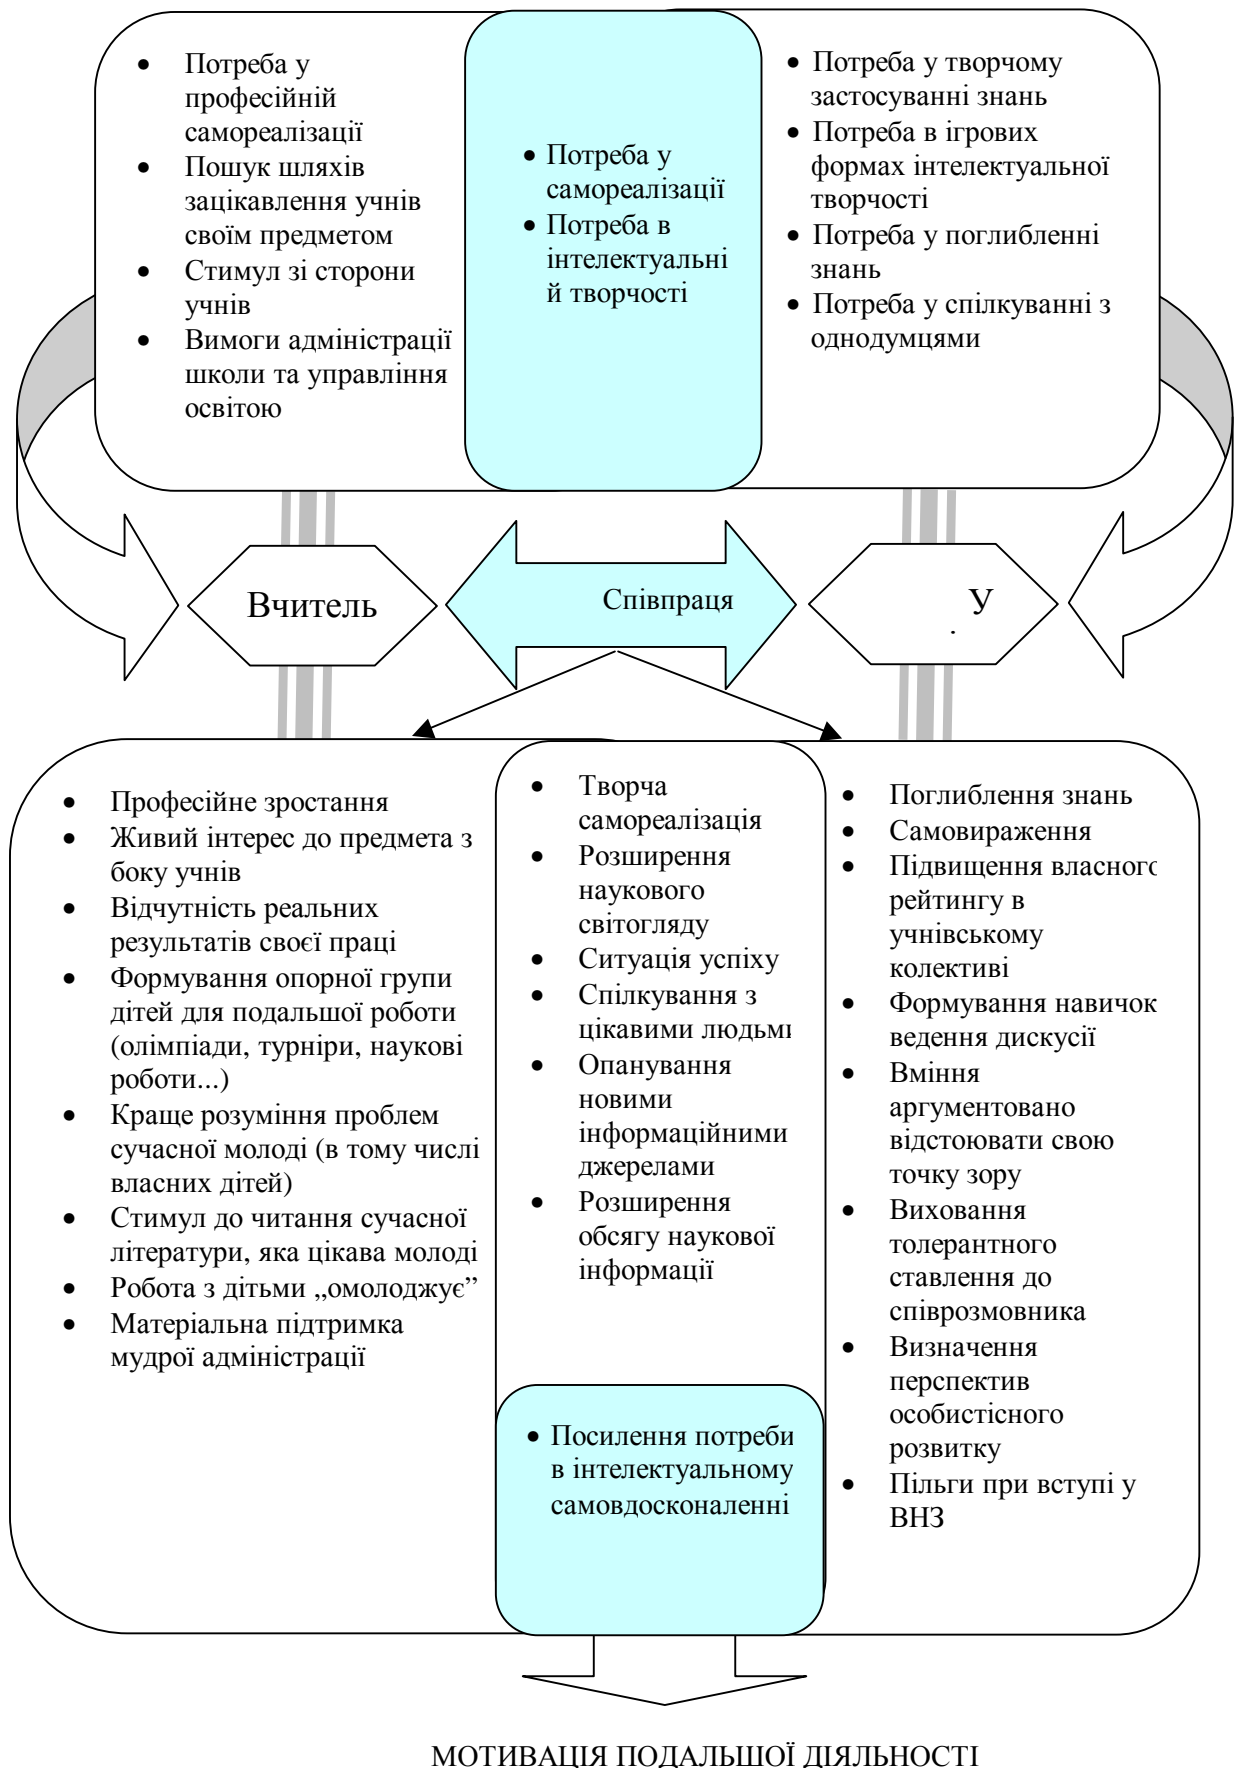 Потреба у
професійній
самореалізації
Пошук шляхів
зацікавлення учнів
своїм предметом
Стимул зі сторони
учнів
Вимоги адміністрації
школи та управління
освітою
Потреба у
самореалізації
Потреба в
інтелектуальні
й творчості
Потреба у творчому
застосуванні знань
Потреба в ігрових
формах інтелектуальної
творчості
Потреба у поглибленні
знань
Потреба у спілкуванні з
однодумцями
Вчитель
Співпраця
У
Професійне зростання
Живий інтерес до предмета з
боку учнів
Відчутність реальних
результатів своєї праці
Формування опорної групи
дітей для подальшої роботи
(олімпіади, турніри, наукові
роботи...)
Краще розуміння проблем
сучасної молоді (в тому числі
власних дітей)
Стимул до читання сучасної
літератури, яка цікава молоді
Робота з дітьми „омолоджує”
Матеріальна підтримка
мудрої адміністрації
Творча
самореалізація
Розширення
наукового
світогляду
Ситуація успіху
Спілкування з
цікавими людьми
Опанування
новими
інформаційними
джерелами
Розширення
обсягу наукової
інформації
Посилення потреби
в інтелектуальному
самовдосконаленні
Поглиблення знань
Самовираження
Підвищення власного
рейтингу в
учнівському
колективі
Формування навичок
ведення дискусії
Вміння
аргументовано
відстоювати свою
точку зору
Виховання
толерантного
ставлення до
співрозмовника
Визначення
перспектив
особистісного
розвитку
Пільги при вступі у
ВНЗ
МОТИВАЦІЯ ПОДАЛЬШОЇ ДІЯЛЬНОСТІ